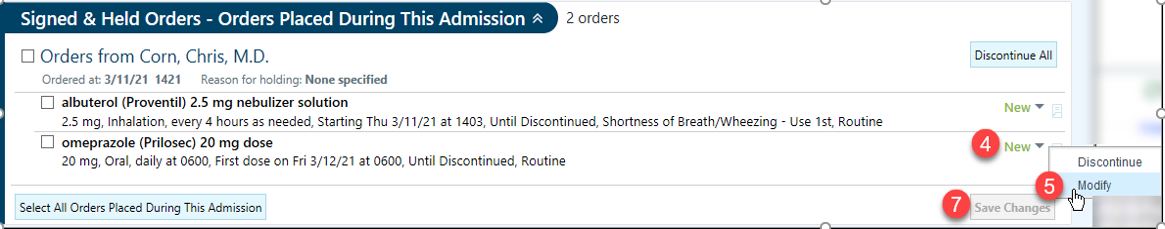 Signed & Held Orders - Orders Placed During This Admission 2 orders
Orders from Corn, Chris, M.D. Discontinue All
Ordered at: 3/11/21 1421 Reason for holding: None specified
albuterol (Proventil) 2.5 mg nebulizer solution New
2.5 mg, Inhalation, every 4 hours as needed, Starting Thu 3/11/21 at 1403, Until Discontinued, Shortness of Breath/Wheezing - Use 1st, Routine
omeprazole (Prilosec) 20 mg dose 4 New
20 mg, Oral, daily at 0600, First dose on Fri 3/12/21 at 0600, Until Discontinued, Routine
Discontinue
5 Modify
Select All Orders Placed During This Admission 7 Save Changes